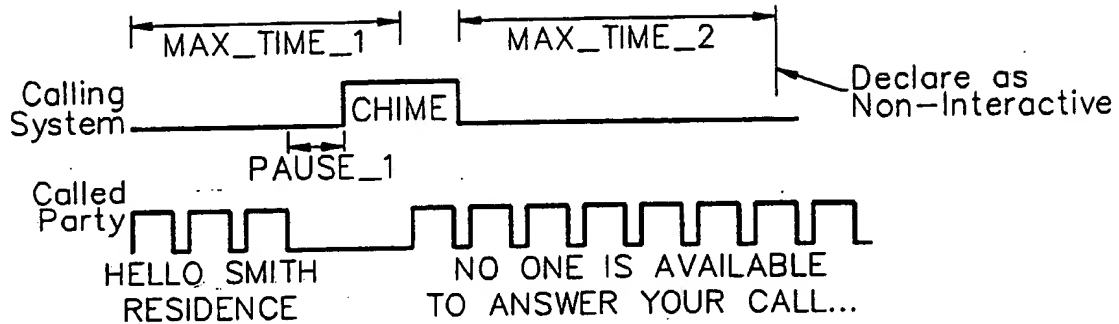 MAX_TIME_1
MAX_TIME_2
Declare as
Non-Interactive
Calling
System
CHIME
PAUSE_1
Called
Party
HELLO SMITH
RESIDENCE
NO ONE IS AVAILABLE
TO ANSWER YOUR CALL...